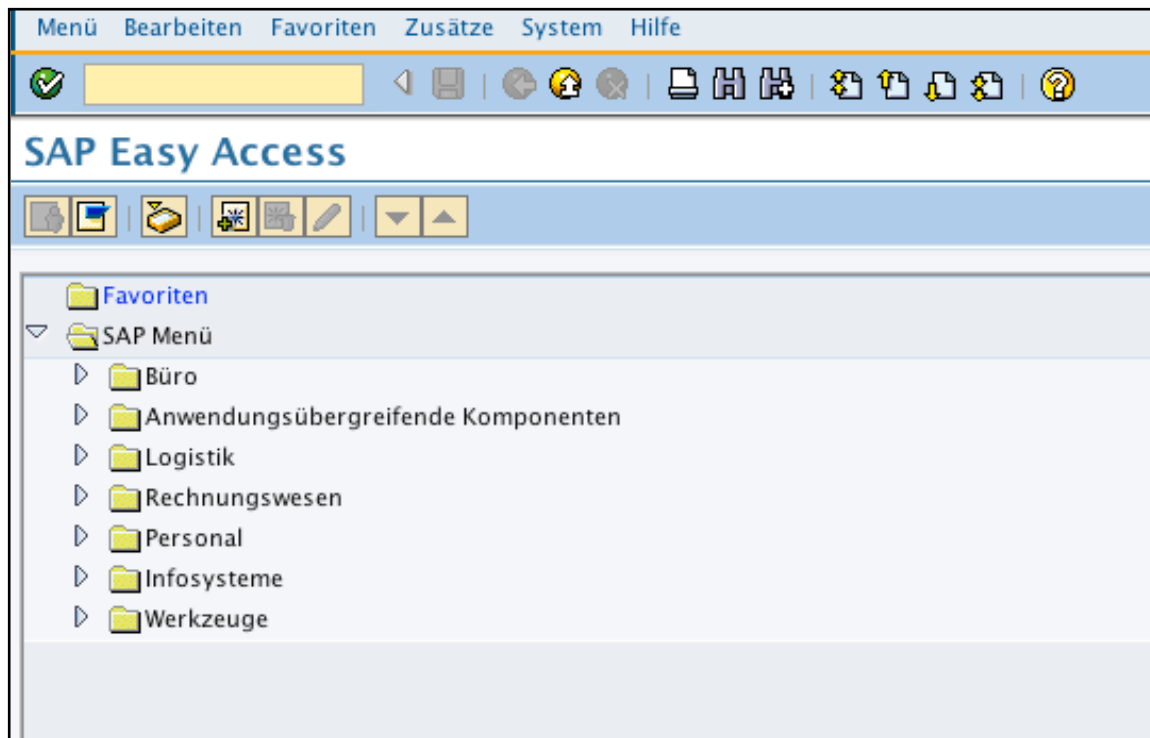 Menü Bearbeiten Favoriten Zusätze System Hilfe
SAP Easy Access
Favoriten
SAP Menü
Büro
Anwendungsübergreifende Komponenten
Logistik
Rechnungswesen
Personal
Infosysteme
Werkzeuge